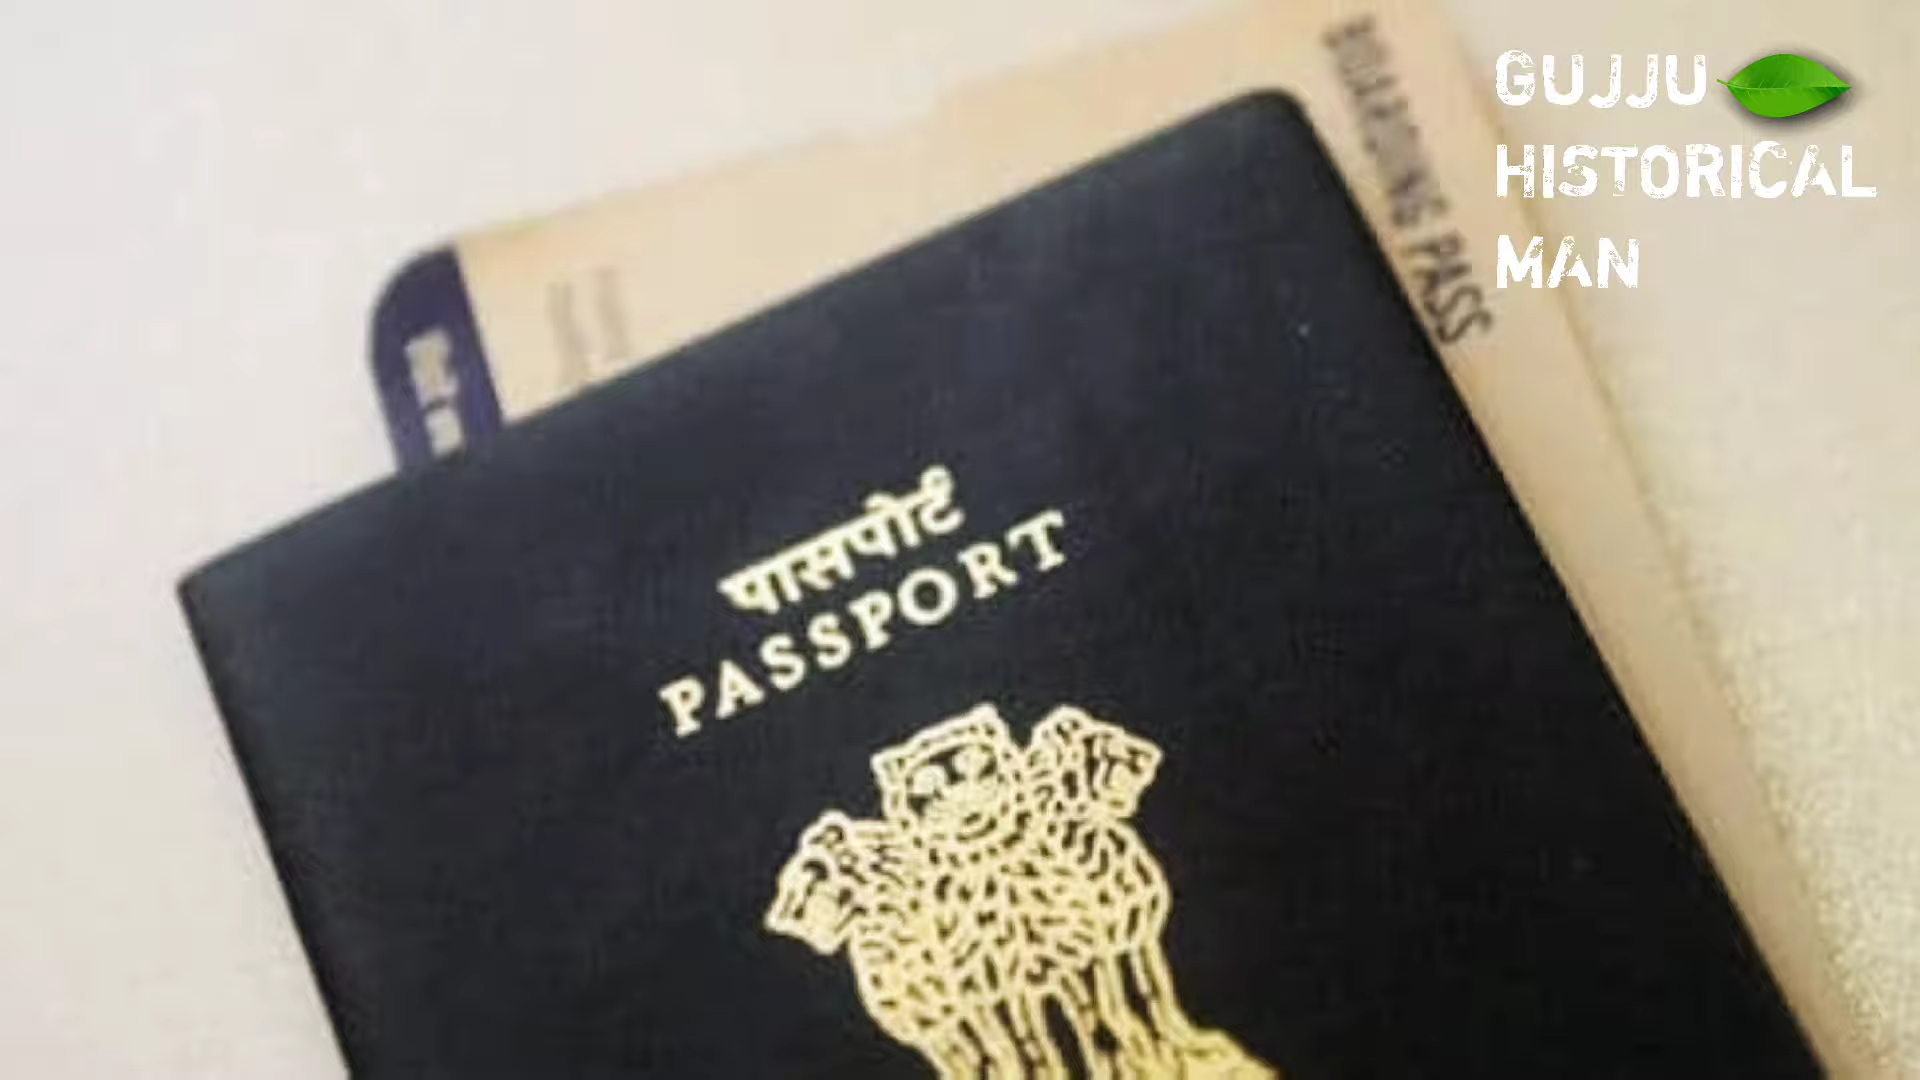 GUJJU
HISTORICAL
MAN
BOARDING PASS
पासपोर्ट
PASSPORT